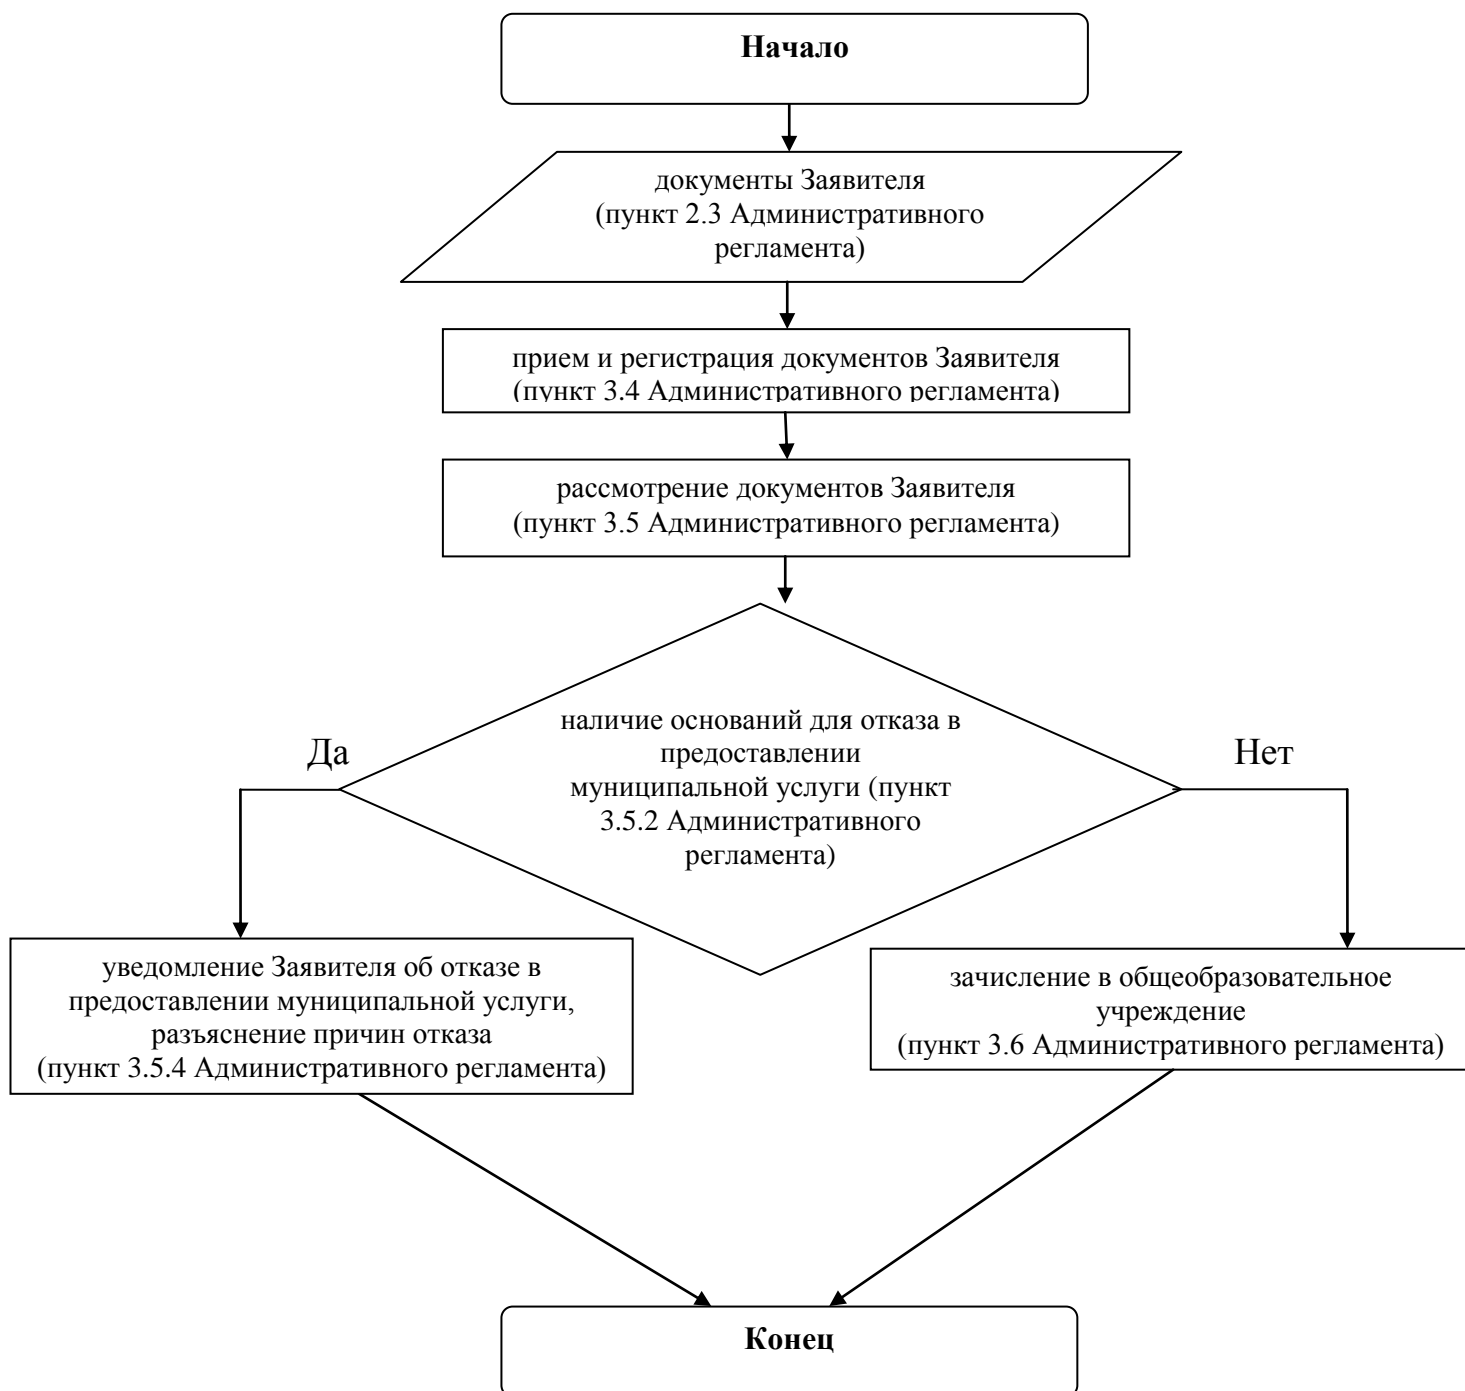 Начало
документы Заявителя
(пункт 2.3 Административного
регламента)
прием и регистрация документов Заявителя
(пункт 3.4 Административного регламента)
рассмотрение документов Заявителя
(пункт 3.5 Административного регламента)
наличие оснований для отказа в
предоставлении
муниципальной услуги (пункт
3.5.2 Административного
регламента)
Да
Нет
уведомление Заявителя об отказе в
предоставлении муниципальной услуги,
разъяснение причин отказа
(пункт 3.5.4 Административного регламента)
зачисление в общеобразовательное
учреждение
(пункт 3.6 Административного регламента)
Конец